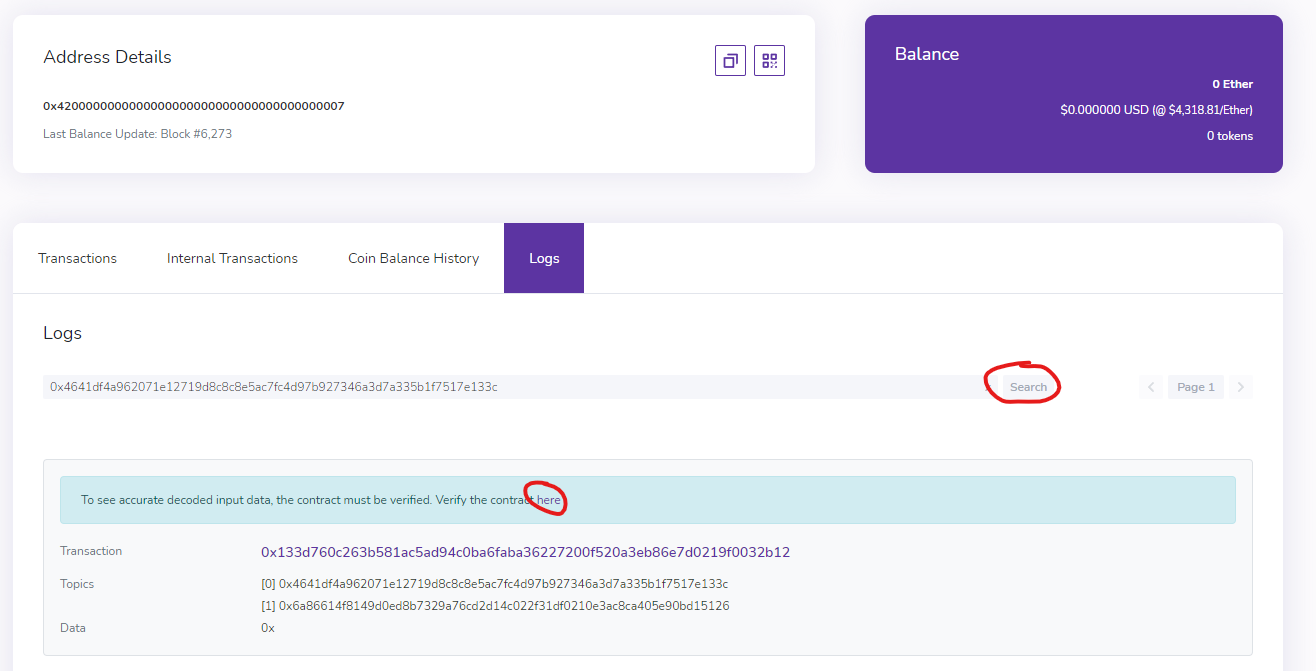 Address Details
0x4200000000000000000000000000000000000007
Last Balance Update: Block #6,273
Balance
0 Ether
$0.000000 USD (@ $4,318.81/Ether)
0 tokens
Transactions
Internal Transactions
Coin Balance History
Logs
Logs
0x4641df4a962071e12719d8c8c8e5ac7fc4d97b927346a3d7a335b1f7517e133c
Search
Page 1
To see accurate decoded input data, the contract must be verified. Verify the contract here
Transaction 0x133d760c263b581ac5ad94c0ba6faba36227200f520a3eb86e7d0219f0032b12
Topics [0] 0x4641df4a962071e12719d8c8c8e5ac7fc4d97b927346a3d7a335b1f7517e133c
[1] 0x6a86614f8149d0ed8b7329a76cd2d14c022f31df0210e3ac8ca405e90bd15126
Data 0x